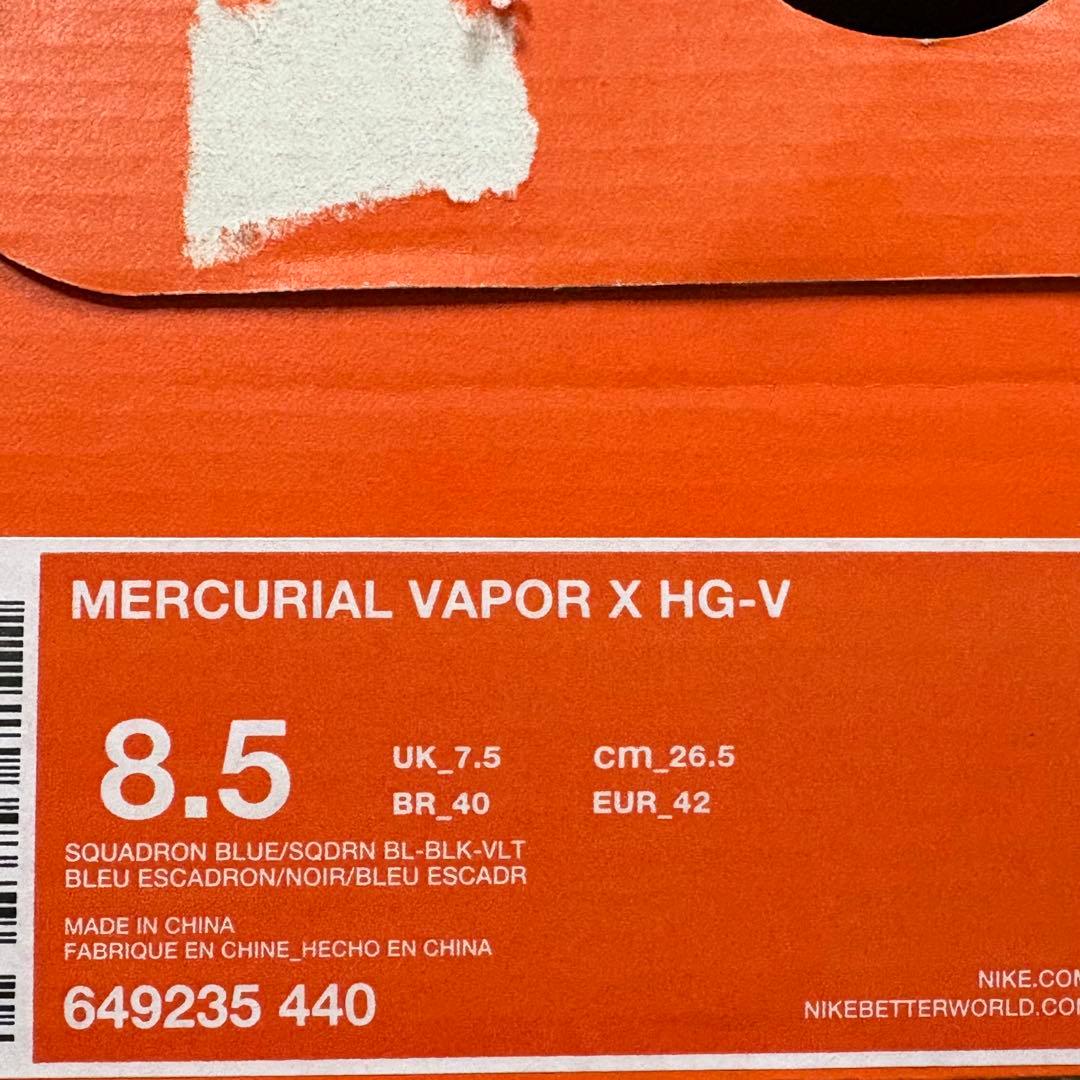 MERCURIAL VAPOR X HG-V
8.5
UK_7.5 cm_26.5
BR_40 EUR_42
SQUADRON BLUE/SQDRN BL-BLK-VLT
BLEU ESCADRON/NOIR/BLEU ESCADR
MADE IN CHINA
FABRIQUE EN CHINE_HECHO EN CHINA
649235 440
NIKE.COM
NIKEBETTERWORLD.COM